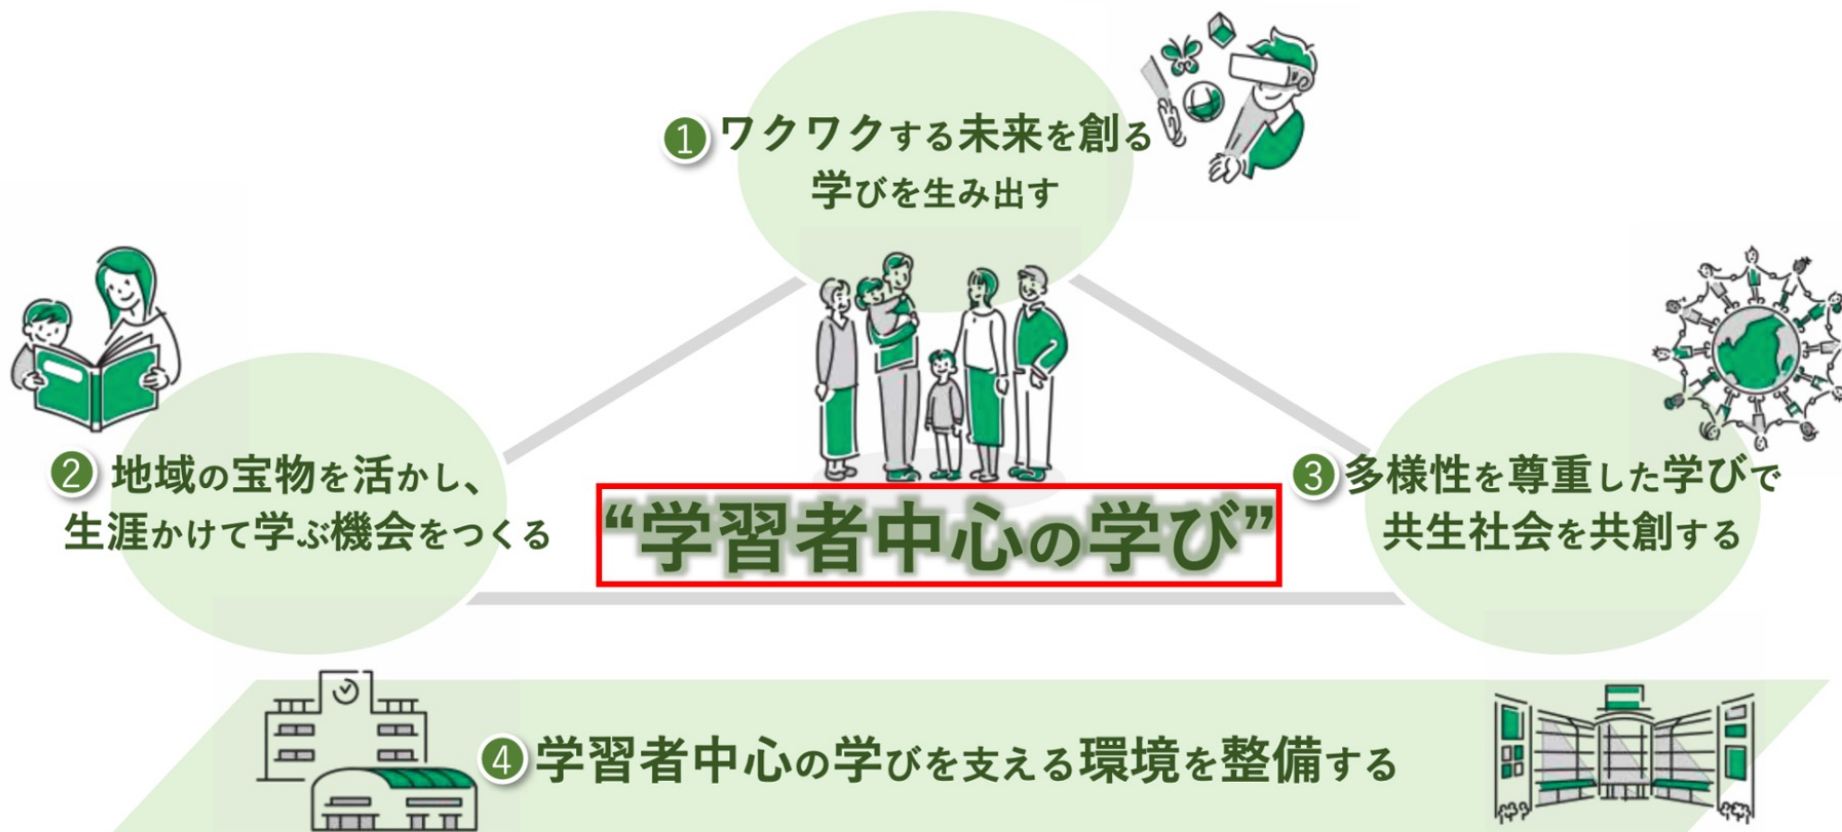 ❶ ワクワクする未来を創る
学びを生み出す
❷ 地域の宝物を活かし、
生涯かけて学ぶ機会をつくる
“学習者中心の学び”
❸ 多様性を尊重した学びで
共生社会を共創する
❹ 学習者中心の学びを支える環境を整備する